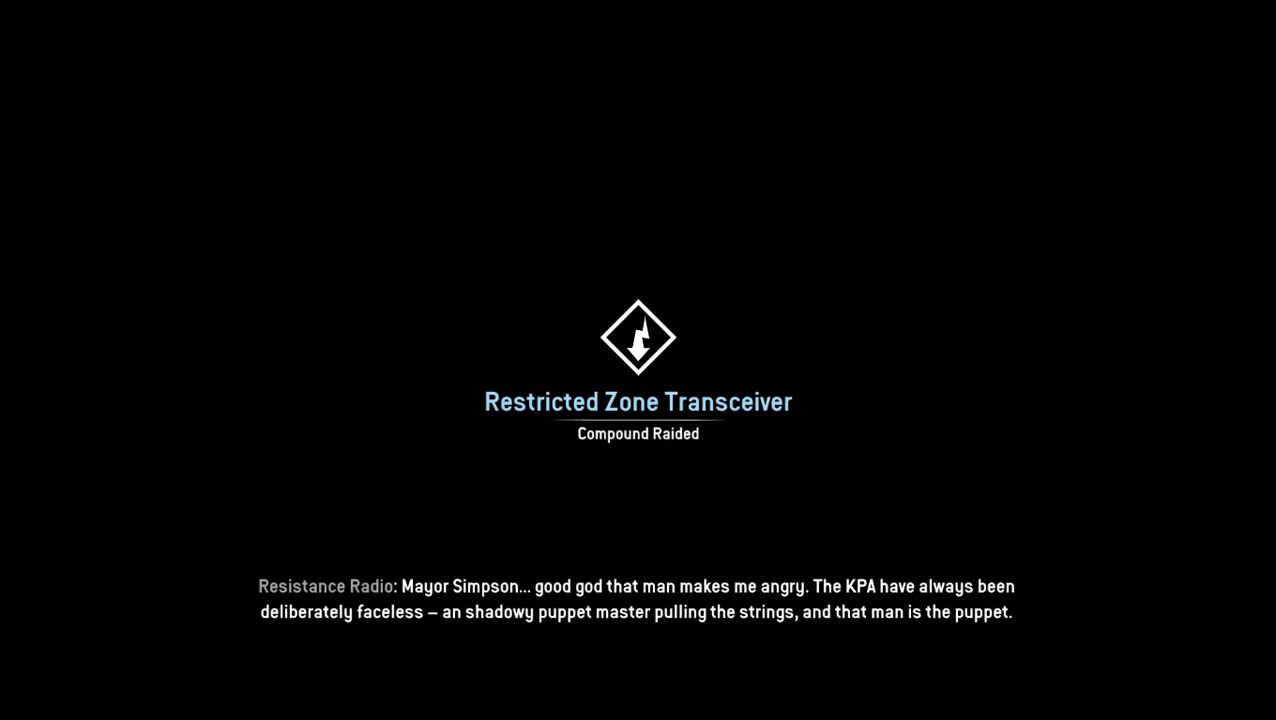 Restricted Zone Transceiver
Compound Raided
Resistance Radio: Mayor Simpson... good god that man makes me angry. The KPA have always been
deliberately faceless – an shadowy puppet master pulling the strings, and that man is the puppet.